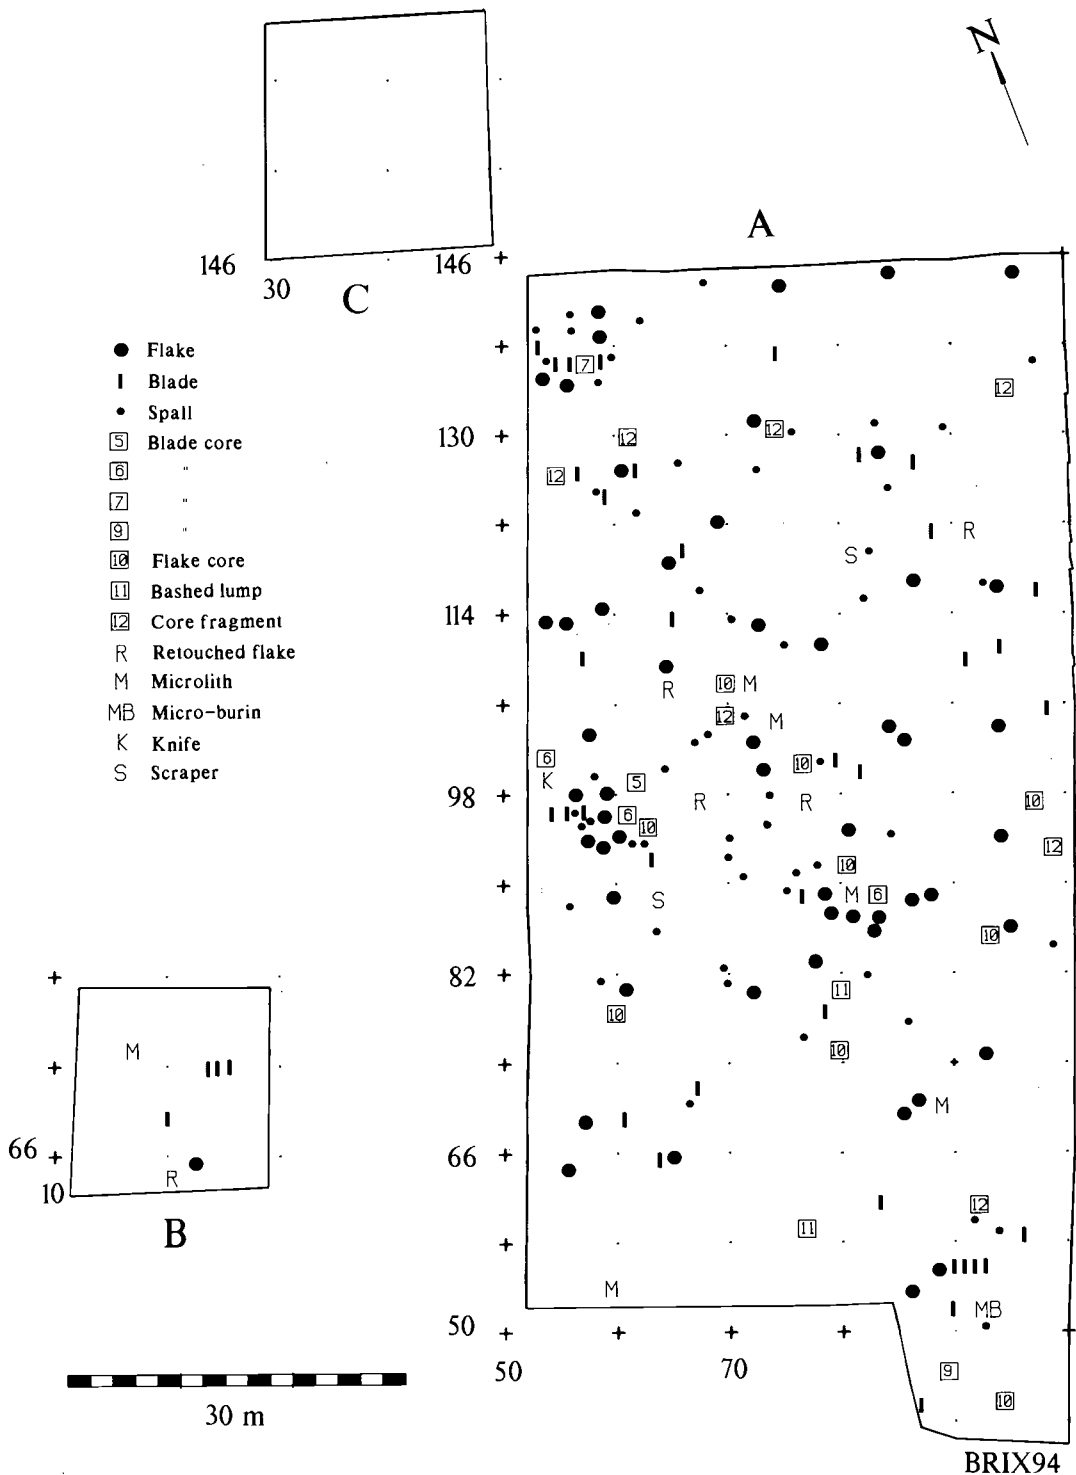 N
A
146
146
30
C
● Flake
Blade
• Spall
5 Blade core
6 "
7 "
9 "
10 Flake core
11 Bashed lump
12 Core fragment
R Retouched flake
M Microlith
MB Micro-burin
K Knife
S Scraper
7
12
12
12
130
12
R
S
114
10
M
R
12
M
6
10
K
5
98
R
R
10
6
10
12
10
M
6
S
10
82
11
10
10
M
M
66
66
R
10
B
12
11
M
MB
50
50
70
9
10
30 m
BRIX94